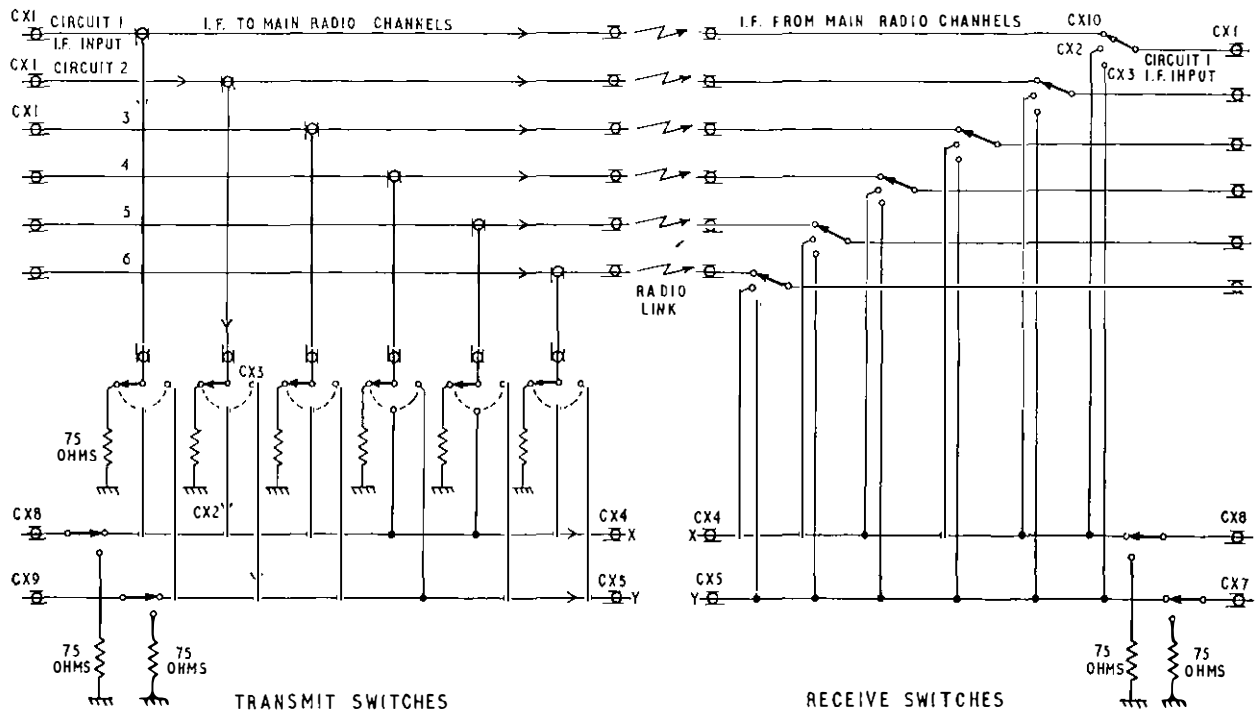 CX1 CIRCUIT 1
I.F. INPUT
I.F. TO MAIN RADIO CHANNELS
I.F. FROM MAIN RADIO CHANNELS
CX10
CX1
CX2
CX3
CIRCUIT 1
I.F. INPUT
CX1 CIRCUIT 2
CX1
3
4
5
6
RADIO
LINK
CX3
75
OHMS
CX2
CX8
CX4
X
CX4
X
CX8
CX9
CX5
Y
CX5
Y
CX7
75
OHMS
75
OHMS
75
OHMS
75
OHMS
TRANSMIT SWITCHES
RECEIVE SWITCHES